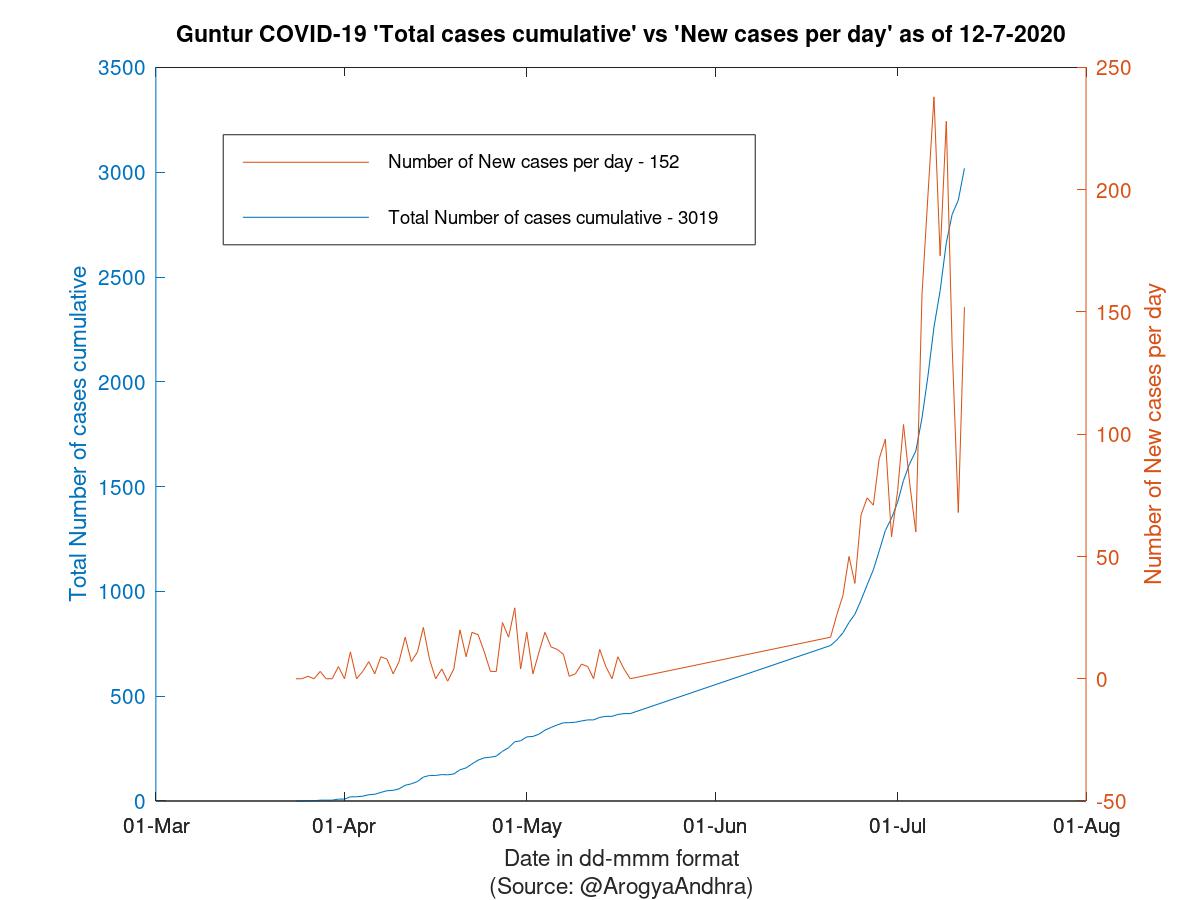 Guntur COVID-19 'Total cases cumulative' vs 'New cases per day' as of 12-7-2020
3500
3000
2500
2000
1500
1000
500
0
Total Number of cases cumulative
250
200
150
100
50
0
-50
Number of New cases per day
Number of New cases per day - 152
Total Number of cases cumulative - 3019
01-Mar 01-Apr 01-May 01-Jun 01-Jul 01-Aug
Date in dd-mmm format
(Source: @ArogyaAndhra)